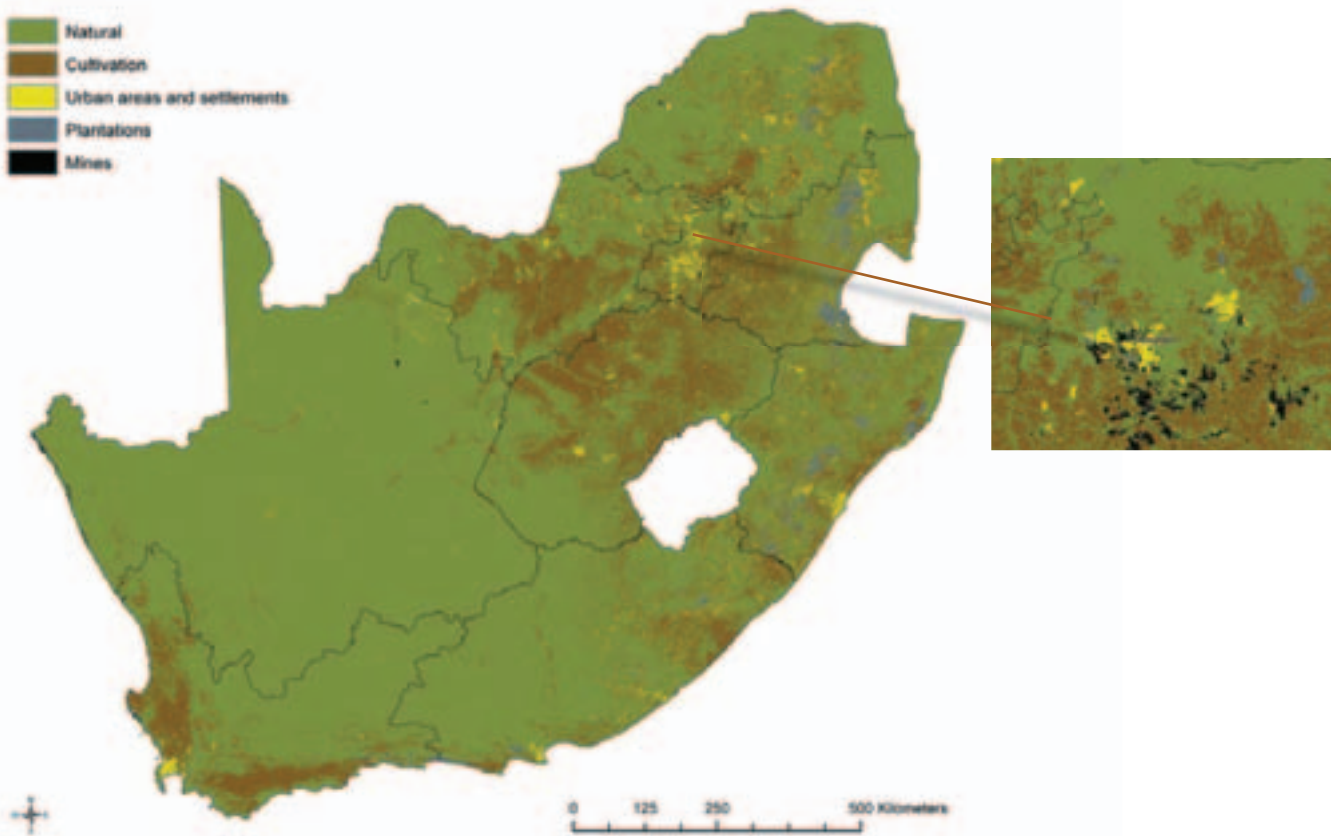 Natural
Cultivation
Urban areas and settlements
Plantations
Mines
0 125 250 500 Kilometers